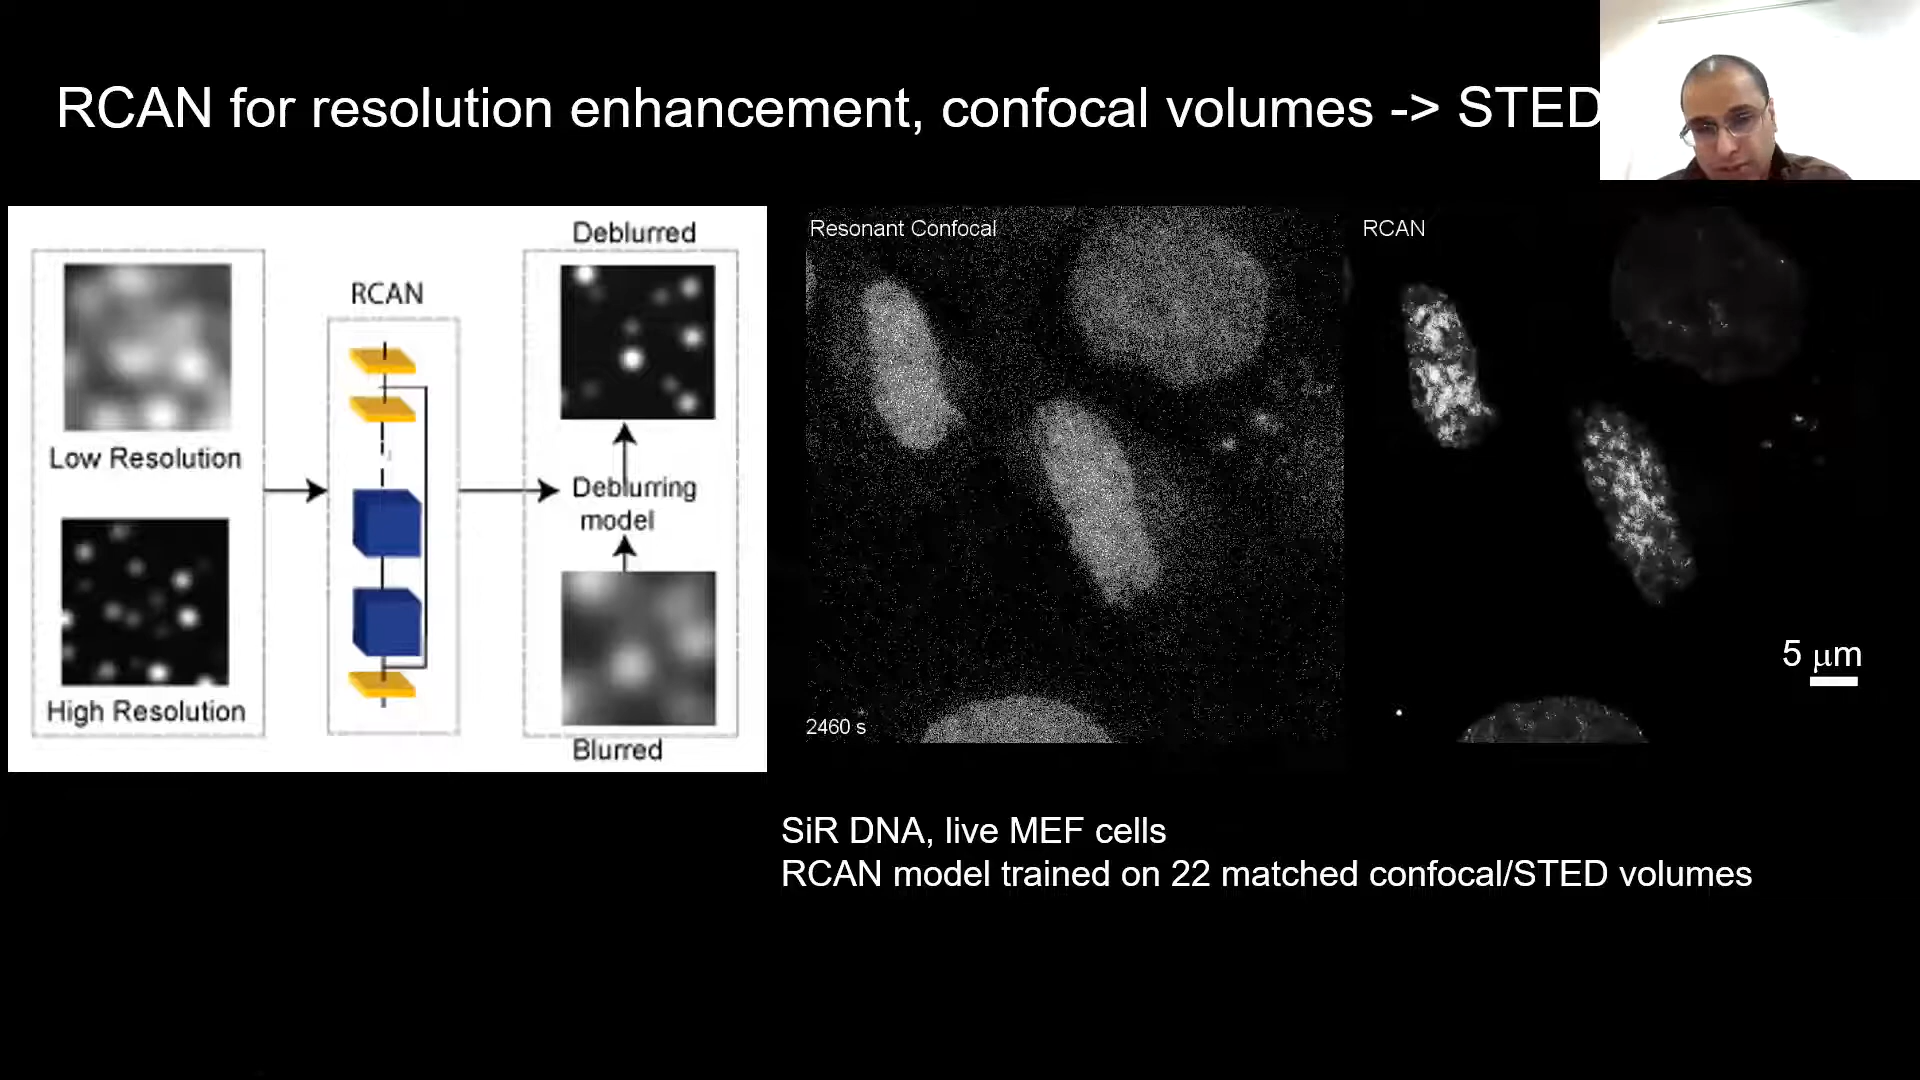 RCAN for resolution enhancement, confocal volumes -> STED
Deblurred
RCAN
Low Resolution
Deblurring
model
High Resolution
Blurred
Resonant Confocal
2460 s
RCAN
5 μm
SiR DNA, live MEF cells
RCAN model trained on 22 matched confocal/STED volumes